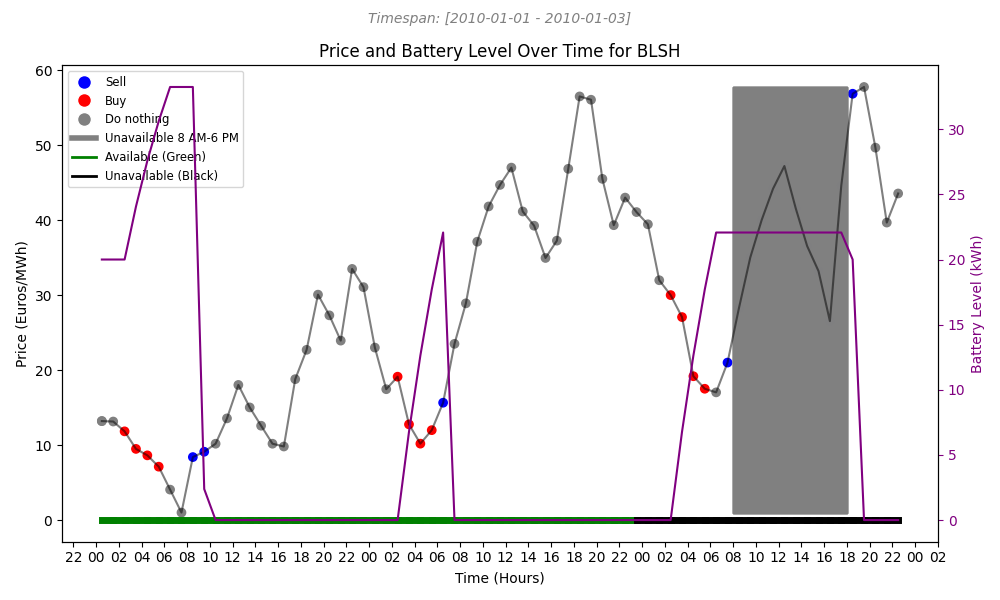 Timespan: [2010-01-01 - 2010-01-03]
Price and Battery Level Over Time for BLSH
Sell
Buy
Do nothing
Unavailable 8 AM-6 PM
Available (Green)
Unavailable (Black)
Price (Euros/MWh)
60
50
40
30
20
10
0
Battery Level (kWh)
30
25
20
15
10
5
0
22 00 02 04 06 08 10 12 14 16 18 20 22 00 02 04 06 08 10 12 14 16 18 20 22 00 02 04 06 08 10 12 14 16 18 20 22 00 02
Time (Hours)